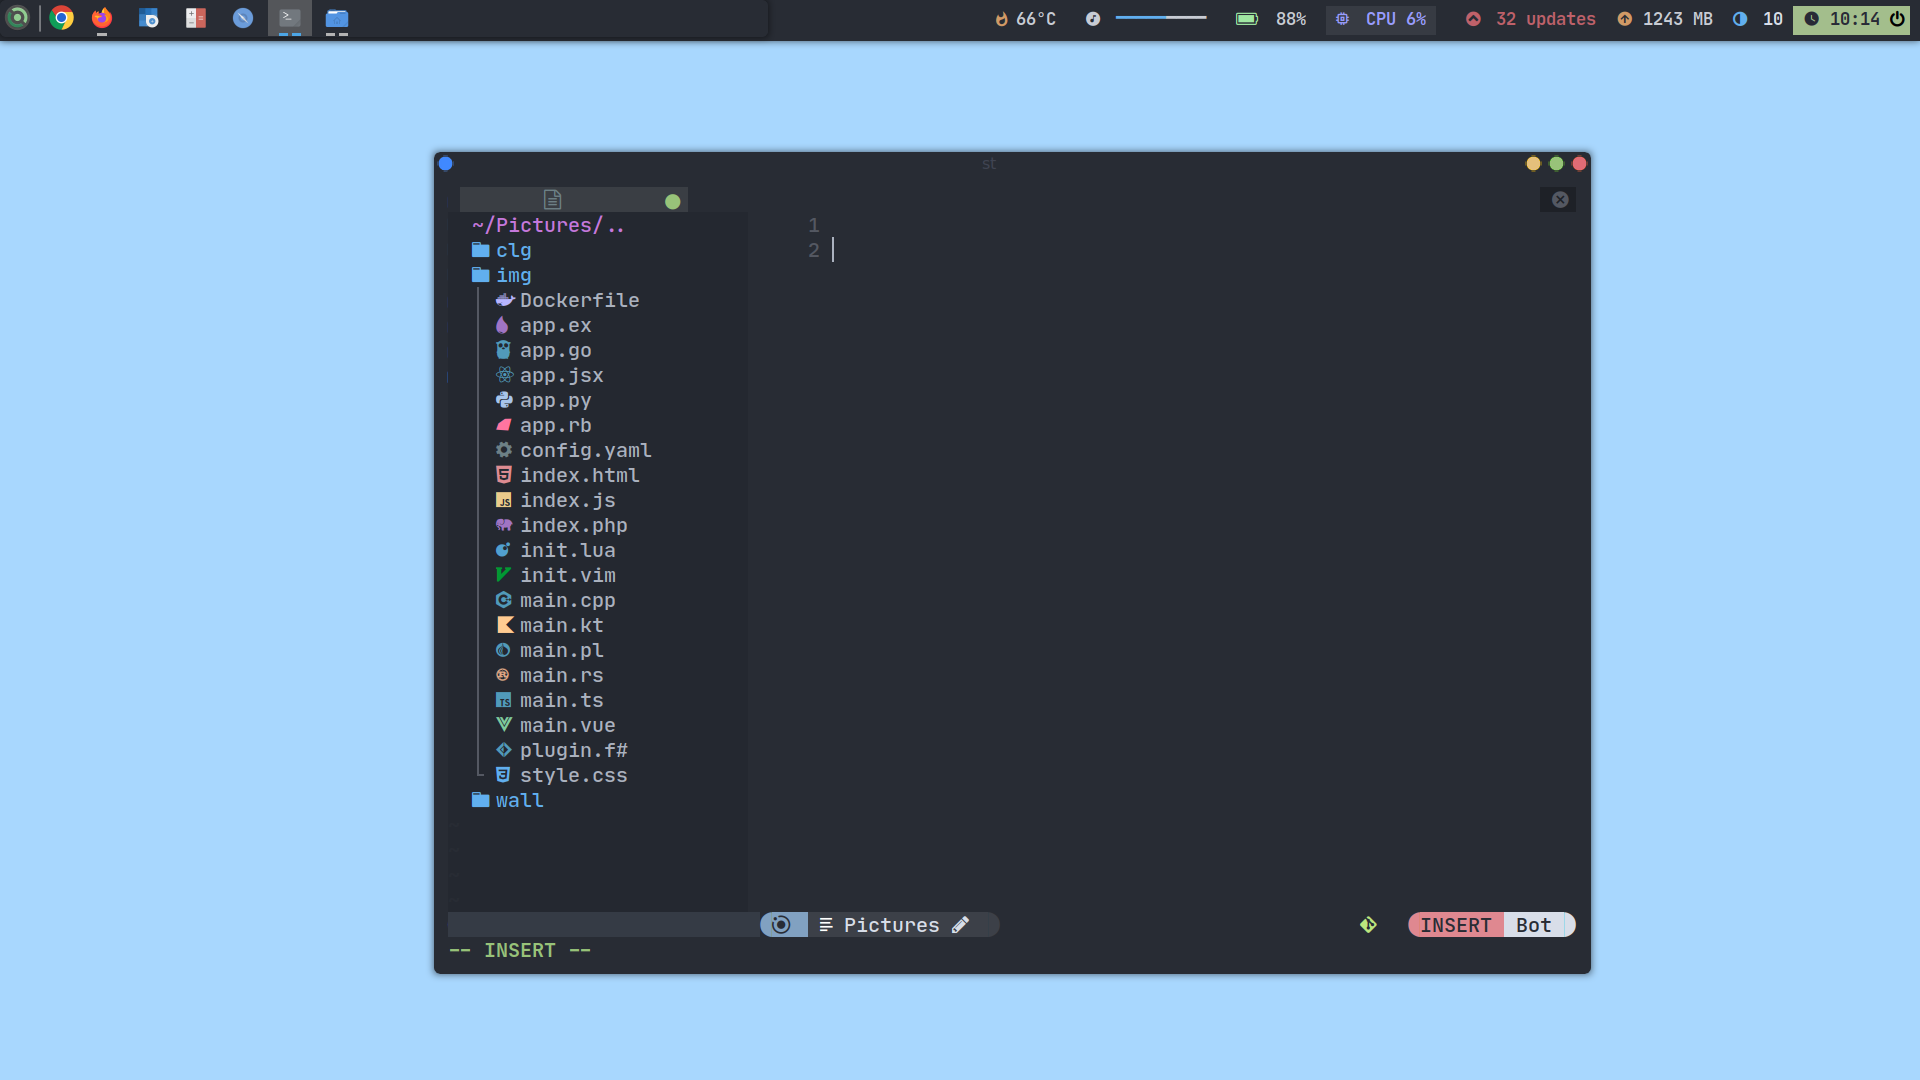 66°C 88% CPU 6% 32 updates 1243 MB 10 10:14
st
~/Pictures/..
1
clg
2
img
Dockerfile
app.ex
app.go
app.jsx
app.py
app.rb
config.yaml
index.html
index.js
index.php
init.lua
init.vim
main.cpp
main.kt
main.pl
main.rs
main.ts
main.vue
plugin.f#
style.css
wall
Pictures INSERT Bot
-- INSERT --